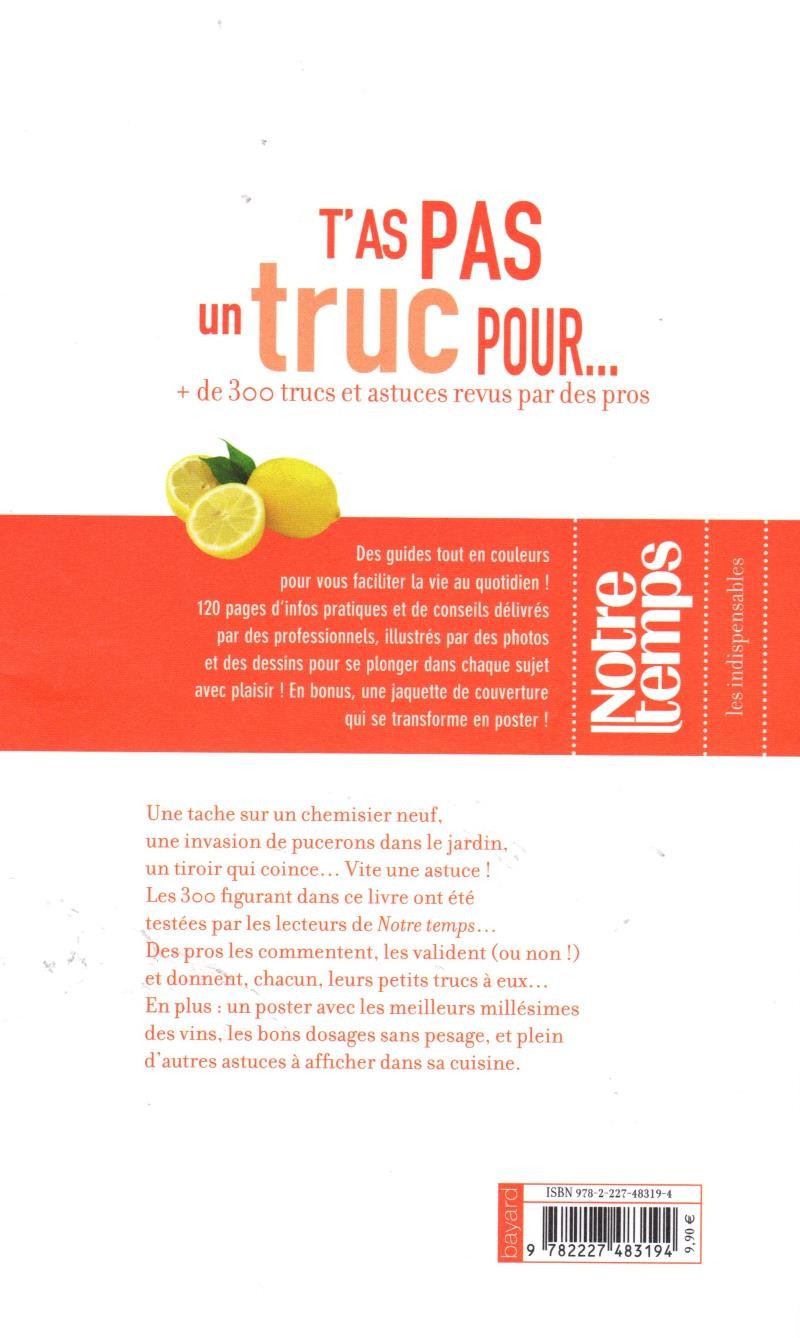 T'AS PAS
un truc POUR...
+ de 300 trucs et astuces revus par des pros
Des guides tout en couleurs
pour vous faciliter la vie au quotidien !
120 pages d'infos pratiques et de conseils délivrés
par des professionnels, illustrés par des photos
et des dessins pour se plonger dans chaque sujet
avec plaisir ! En bonus, une jaquette de couverture
qui se transforme en poster !
Notre
temps
les indispensables
Une tache sur un chemisier neuf,
une invasion de pucerons dans le jardin,
un tiroir qui coince... Vite une astuce !
Les 300 figurant dans ce livre ont été
testées par les lecteurs de Notre temps...
Des pros les commentent, les valident (ou non !)
et donnent, chacun, leurs petits trucs à eux...
En plus : un poster avec les meilleurs millésimes
des vins, les bons dosages sans pesage, et plein
d'autres astuces à afficher dans sa cuisine.
bayard
ISBN 978-2-227-48319-4
9 782227 483194
9,90 €